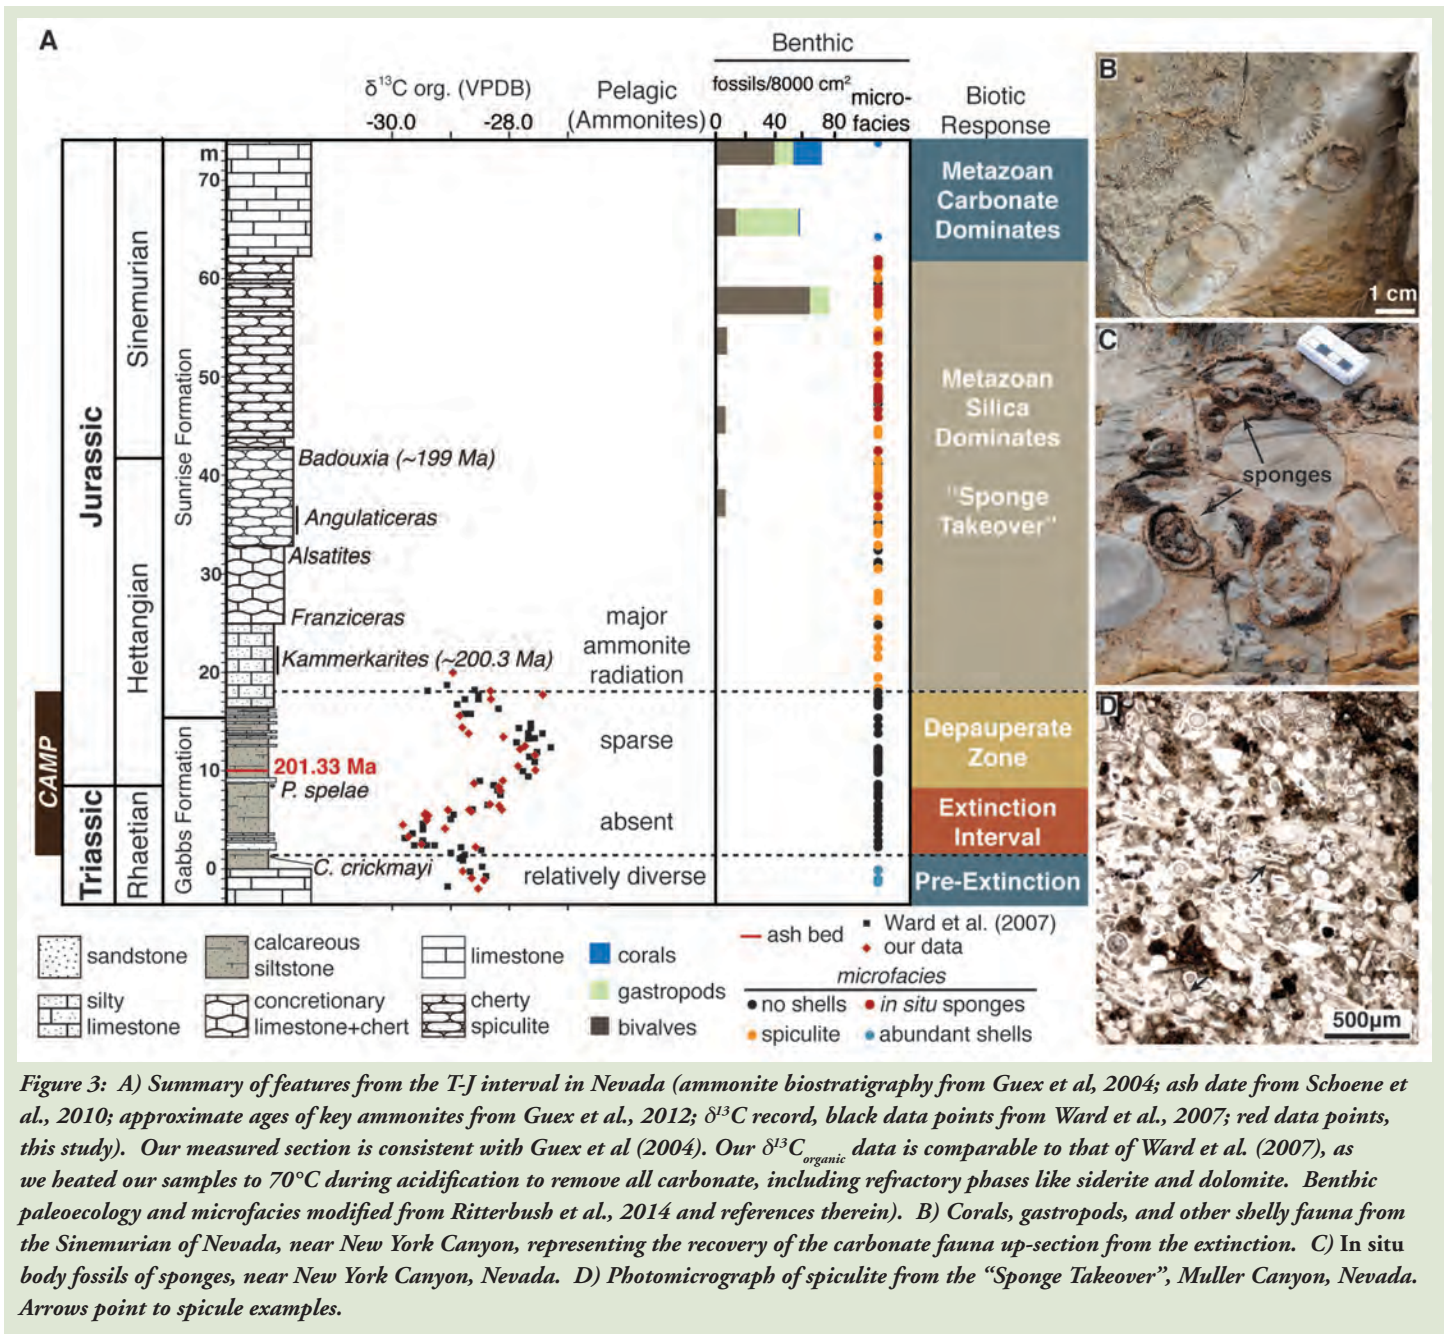 A
Benthic
δ¹³C org. (VPDB)
Pelagic
(Ammonites)
fossils/8000 cm²
micro-
facies
Biotic
Response
-30.0
-28.0
0
40
80
m
70
60
50
40
30
20
10
0
CAMP
Jurassic
Triassic
Sinemurian
Hettangian
Rhaetian
Sunrise Formation
Gabbs Formation
Badouxia (~199 Ma)
Angulaticeras
Alsatites
Franziceras
Kammerkarites (~200.3 Ma)
201.33 Ma
P. spelae
C. crickmayi
major
ammonite
radiation
sparse
absent
relatively diverse
Metazoan
Carbonate
Dominates
Metazoan
Silica
Dominates
"Sponge
Takeover"
Depauperate
Zone
Extinction
Interval
Pre-Extinction
B
1 cm
C
sponges
D
500µm
sandstone
calcareous
siltstone
limestone
silty
limestone
concretionary
limestone+chert
cherty
spiculite
corals
gastropods
bivalves
ash bed
Ward et al. (2007)
our data
microfacies
no shells
in situ sponges
spiculite
abundant shells
Figure 3: A) Summary of features from the T-J interval in Nevada (ammonite biostratigraphy from Guex et al, 2004; ash date from Schoene et
al., 2010; approximate ages of key ammonites from Guex et al., 2012; δ¹³C record, black data points from Ward et al., 2007; red data points,
this study). Our measured section is consistent with Guex et al (2004). Our δ¹³Corganic data is comparable to that of Ward et al. (2007), as
we heated our samples to 70°C during acidification to remove all carbonate, including refractory phases like siderite and dolomite. Benthic
paleoecology and microfacies modified from Ritterbush et al., 2014 and references therein). B) Corals, gastropods, and other shelly fauna from
the Sinemurian of Nevada, near New York Canyon, representing the recovery of the carbonate fauna up-section from the extinction. C) In situ
body fossils of sponges, near New York Canyon, Nevada. D) Photomicrograph of spiculite from the “Sponge Takeover”, Muller Canyon, Nevada.
Arrows point to spicule examples.